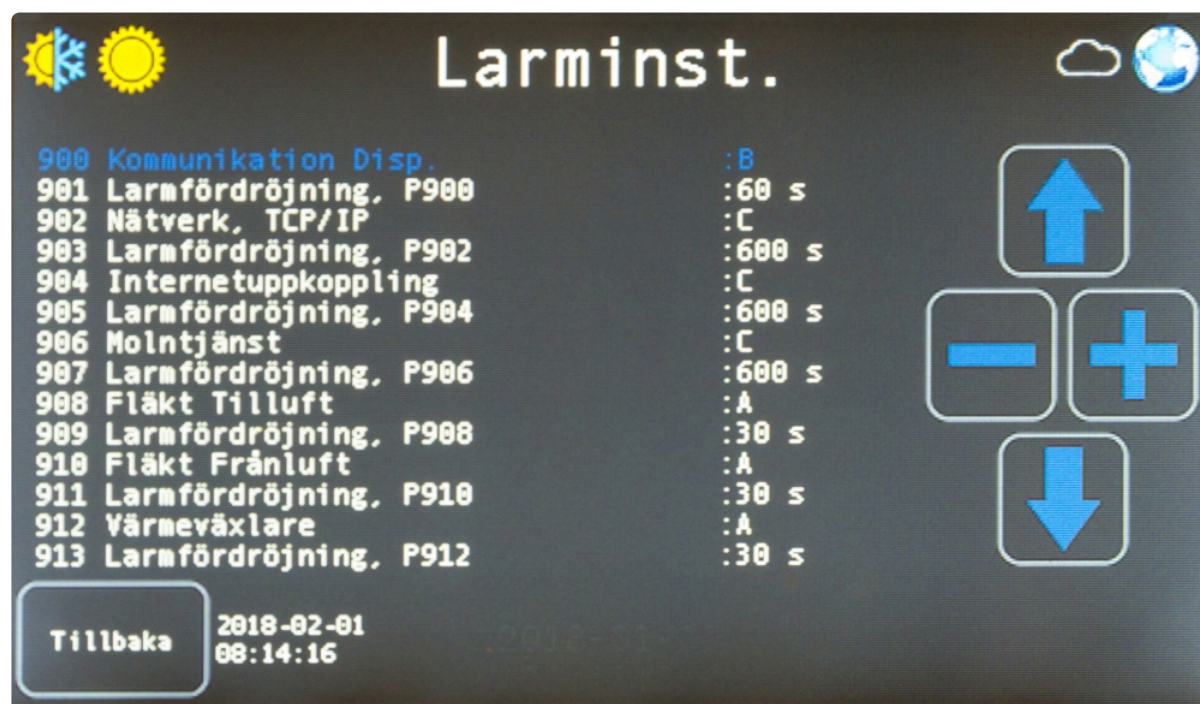 Larminst.
900 Kommunikation Disp. :B
901 Larmfördröjning, P900 :60 s
902 Nätverk, TCP/IP :C
903 Larmfördröjning, P902 :600 s
904 Internetuppkoppling :C
905 Larmfördröjning, P904 :600 s
906 Molntjänst :C
907 Larmfördröjning, P906 :600 s
908 Fläkt Tilluft :A
909 Larmfördröjning, P908 :30 s
910 Fläkt Frånluft :A
911 Larmfördröjning, P910 :30 s
912 Värmeväxlare :A
913 Larmfördröjning, P912 :30 s
Tillbaka
2018-02-01
08:14:16